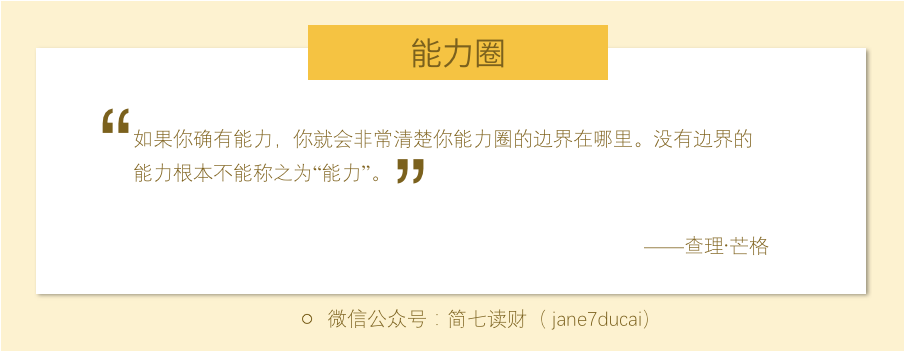 能力圈
“如果你确有能力，你就会非常清楚你能力圈的边界在哪里。没有边界的
能力根本不能称之为“能力”。”
——查理·芒格
微信公众号：简七读财（jane7ducai）